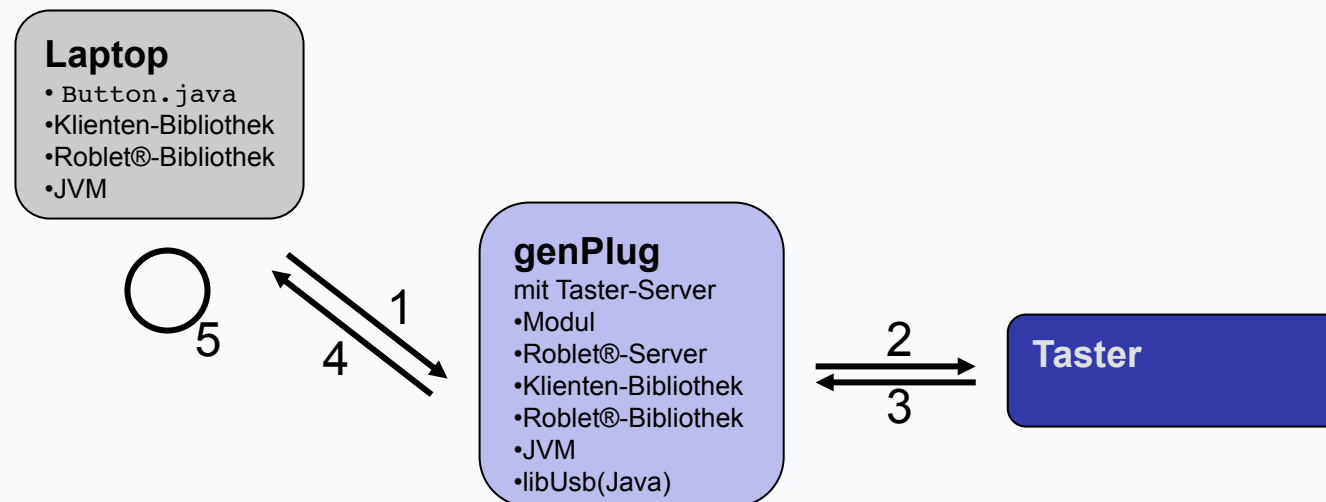 Laptop
• Button.java
•Klienten-Bibliothek
•Roblet®-Bibliothek
•JVM
5
1
4
genPlug
mit Taster-Server
•Modul
•Roblet®-Server
•Klienten-Bibliothek
•Roblet®-Bibliothek
•JVM
•libUsb(Java)
2
3
Taster